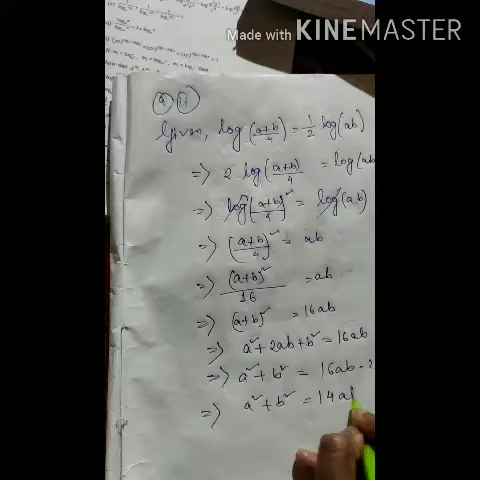 Made with KINEMASTER
a ii
Given, log(a+b/4) = 1/2 log(ab)
=> 2 log(a+b)/4 = log(ab
=> log(a+b/4)² = log(ab)
=> (a+b/4)² = ab
=> (a+b)²/16 = ab
=> (a+b)² = 16ab
=> a² + 2ab + b² = 16ab
=> a² + b² = 16ab - 2
=> a² + b² = 14ab